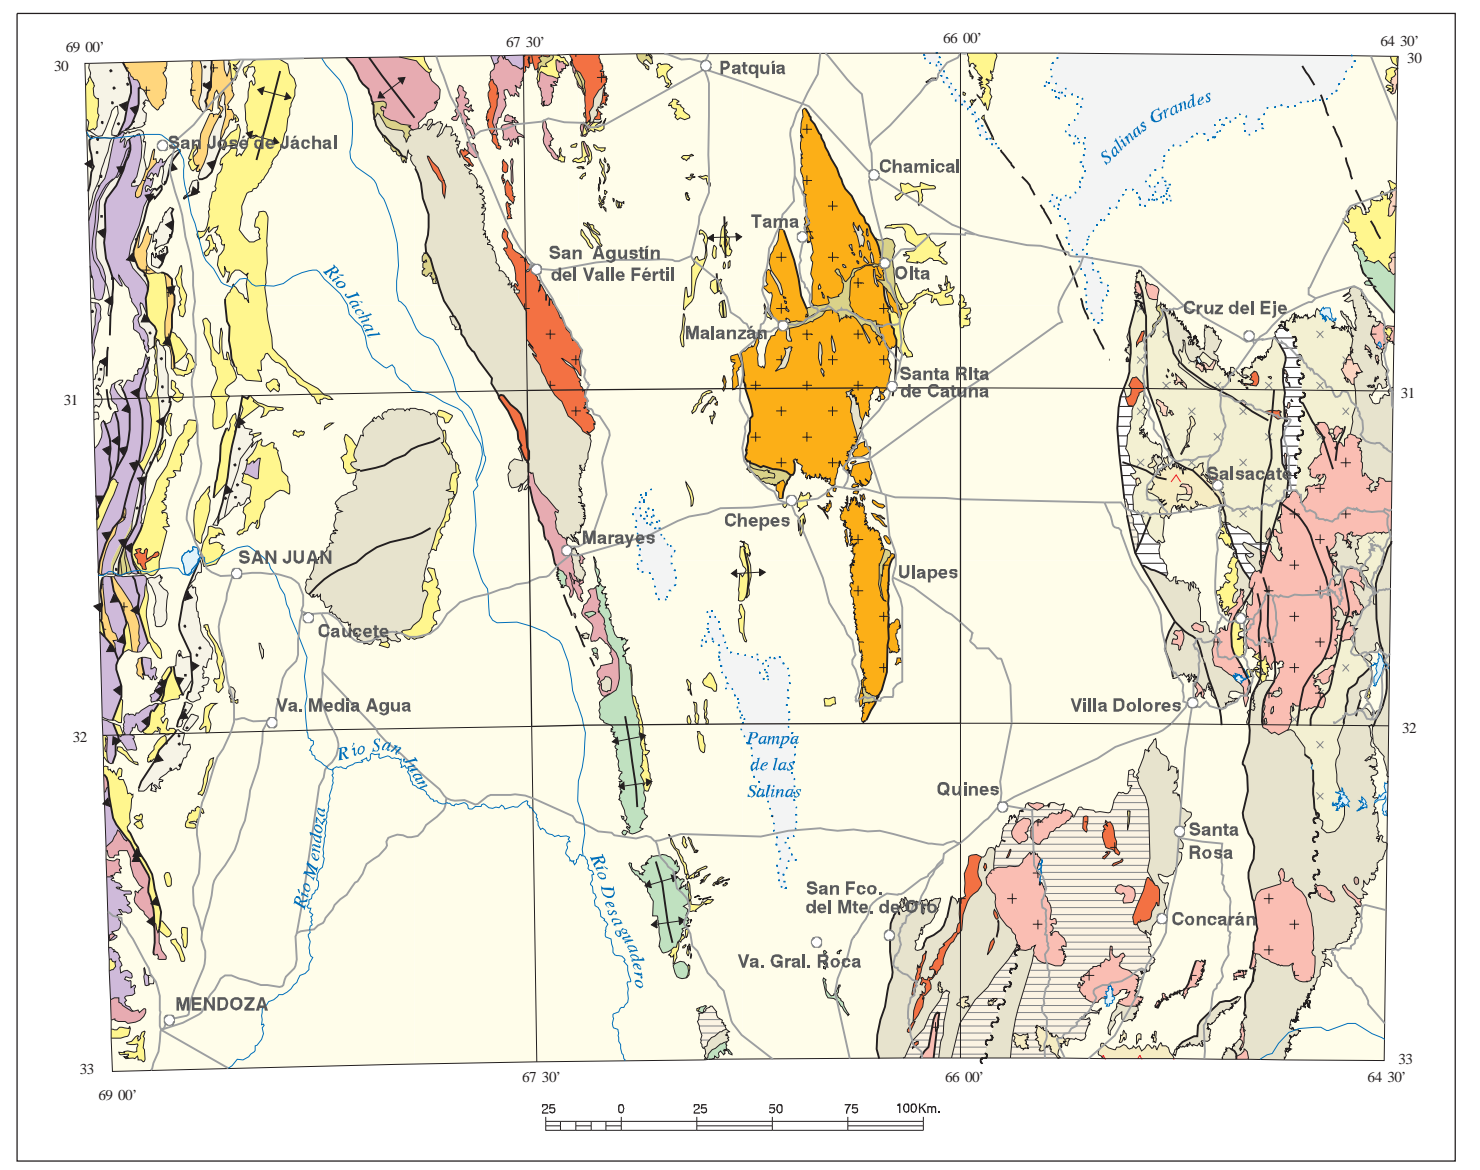 69 00'
67 30'
66 00'
64 30'
30
30
Patquía
Salinas Grandes
San José de Jáchal
Chamical
Tama
San Agustín
del Valle Fértil
Olta
Río Jáchal
Malanzán
Cruz del Eje
Santa RIta
de Catuna
31
31
Salsacate
Chepes
Marayes
SAN JUAN
Ulapes
Caucete
Va. Media Agua
Villa Dolores
32
32
Río San Juan
Pampa
de las
Salinas
Quines
Santa
Rosa
Río Mendoza
Río Desaguadero
San Fco.
del Mte. de Oro
Concarán
Va. Gral. Roca
MENDOZA
33
33
69 00'
67 30'
66 00'
64 30'
25 0 25 50 75 100Km.